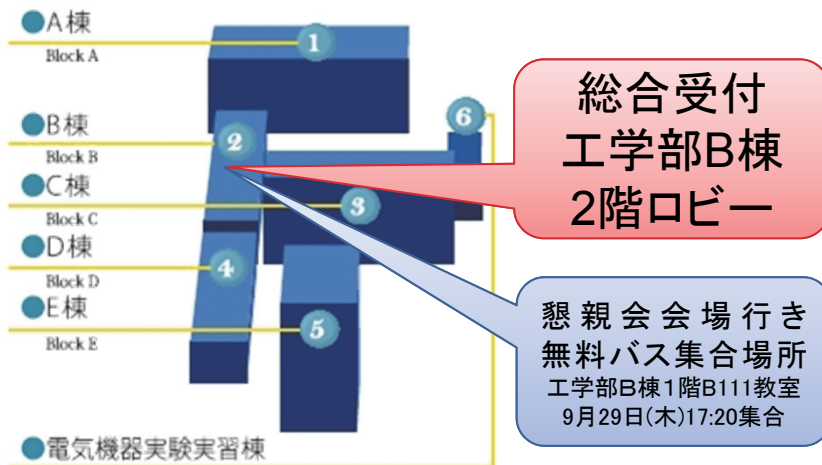 ●A棟
Block A
●B棟
Block B
●C棟
Block C
●D棟
Block D
●E棟
Block E
●電気機器実験実習棟
1
2
3
4
5
6
総合受付
工学部B棟
2階ロビー
懇親会会場行き
無料バス集合場所
工学部B棟1階B111教室
9月29日(木)17:20集合